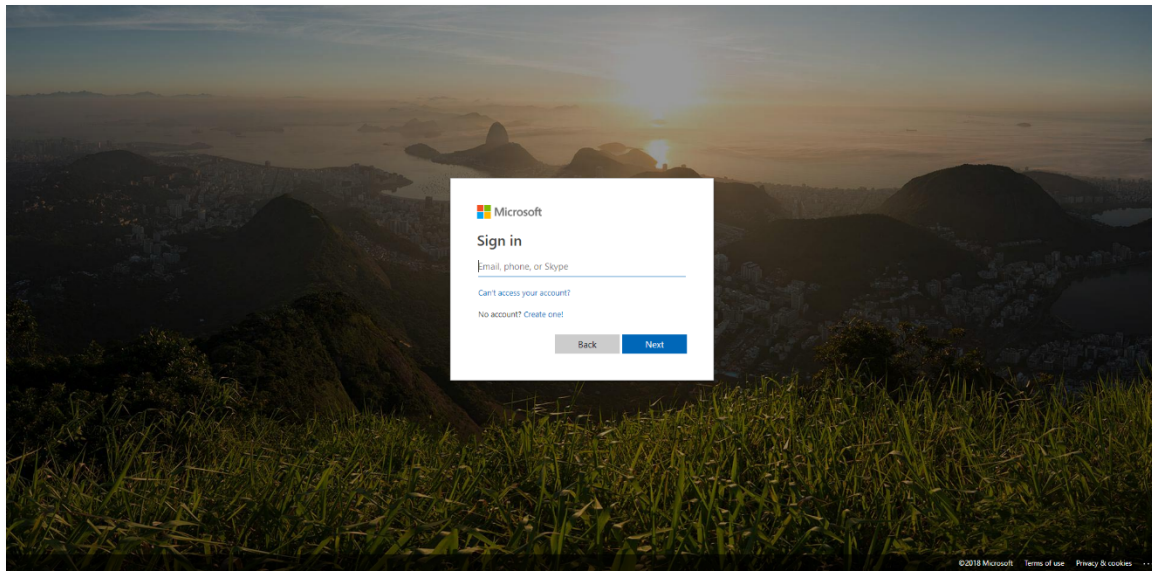 Microsoft
Sign in
Email, phone, or Skype
Can't access your account?
No account? Create one!
Back Next
©2018 Microsoft Terms of use Privacy & cookies ...